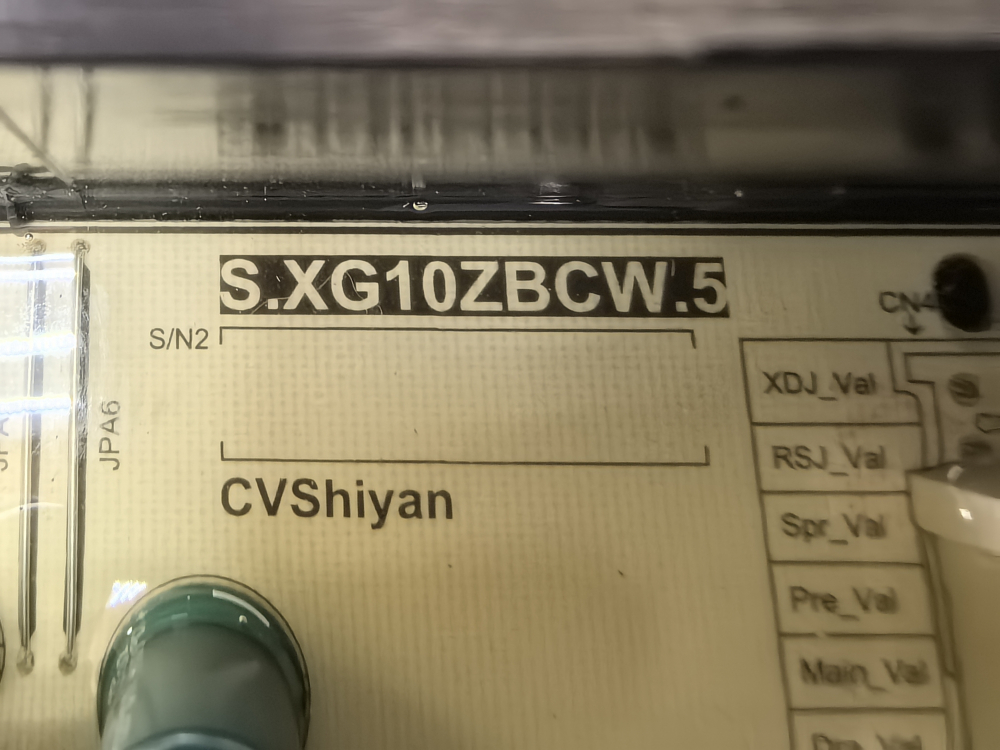 S.XG10ZBCW.5
S/N2
CVShiyan
JPA6
CN4
XDJ_Val
RSJ_Val
Spr_Val
Pre_Val
Main_Val